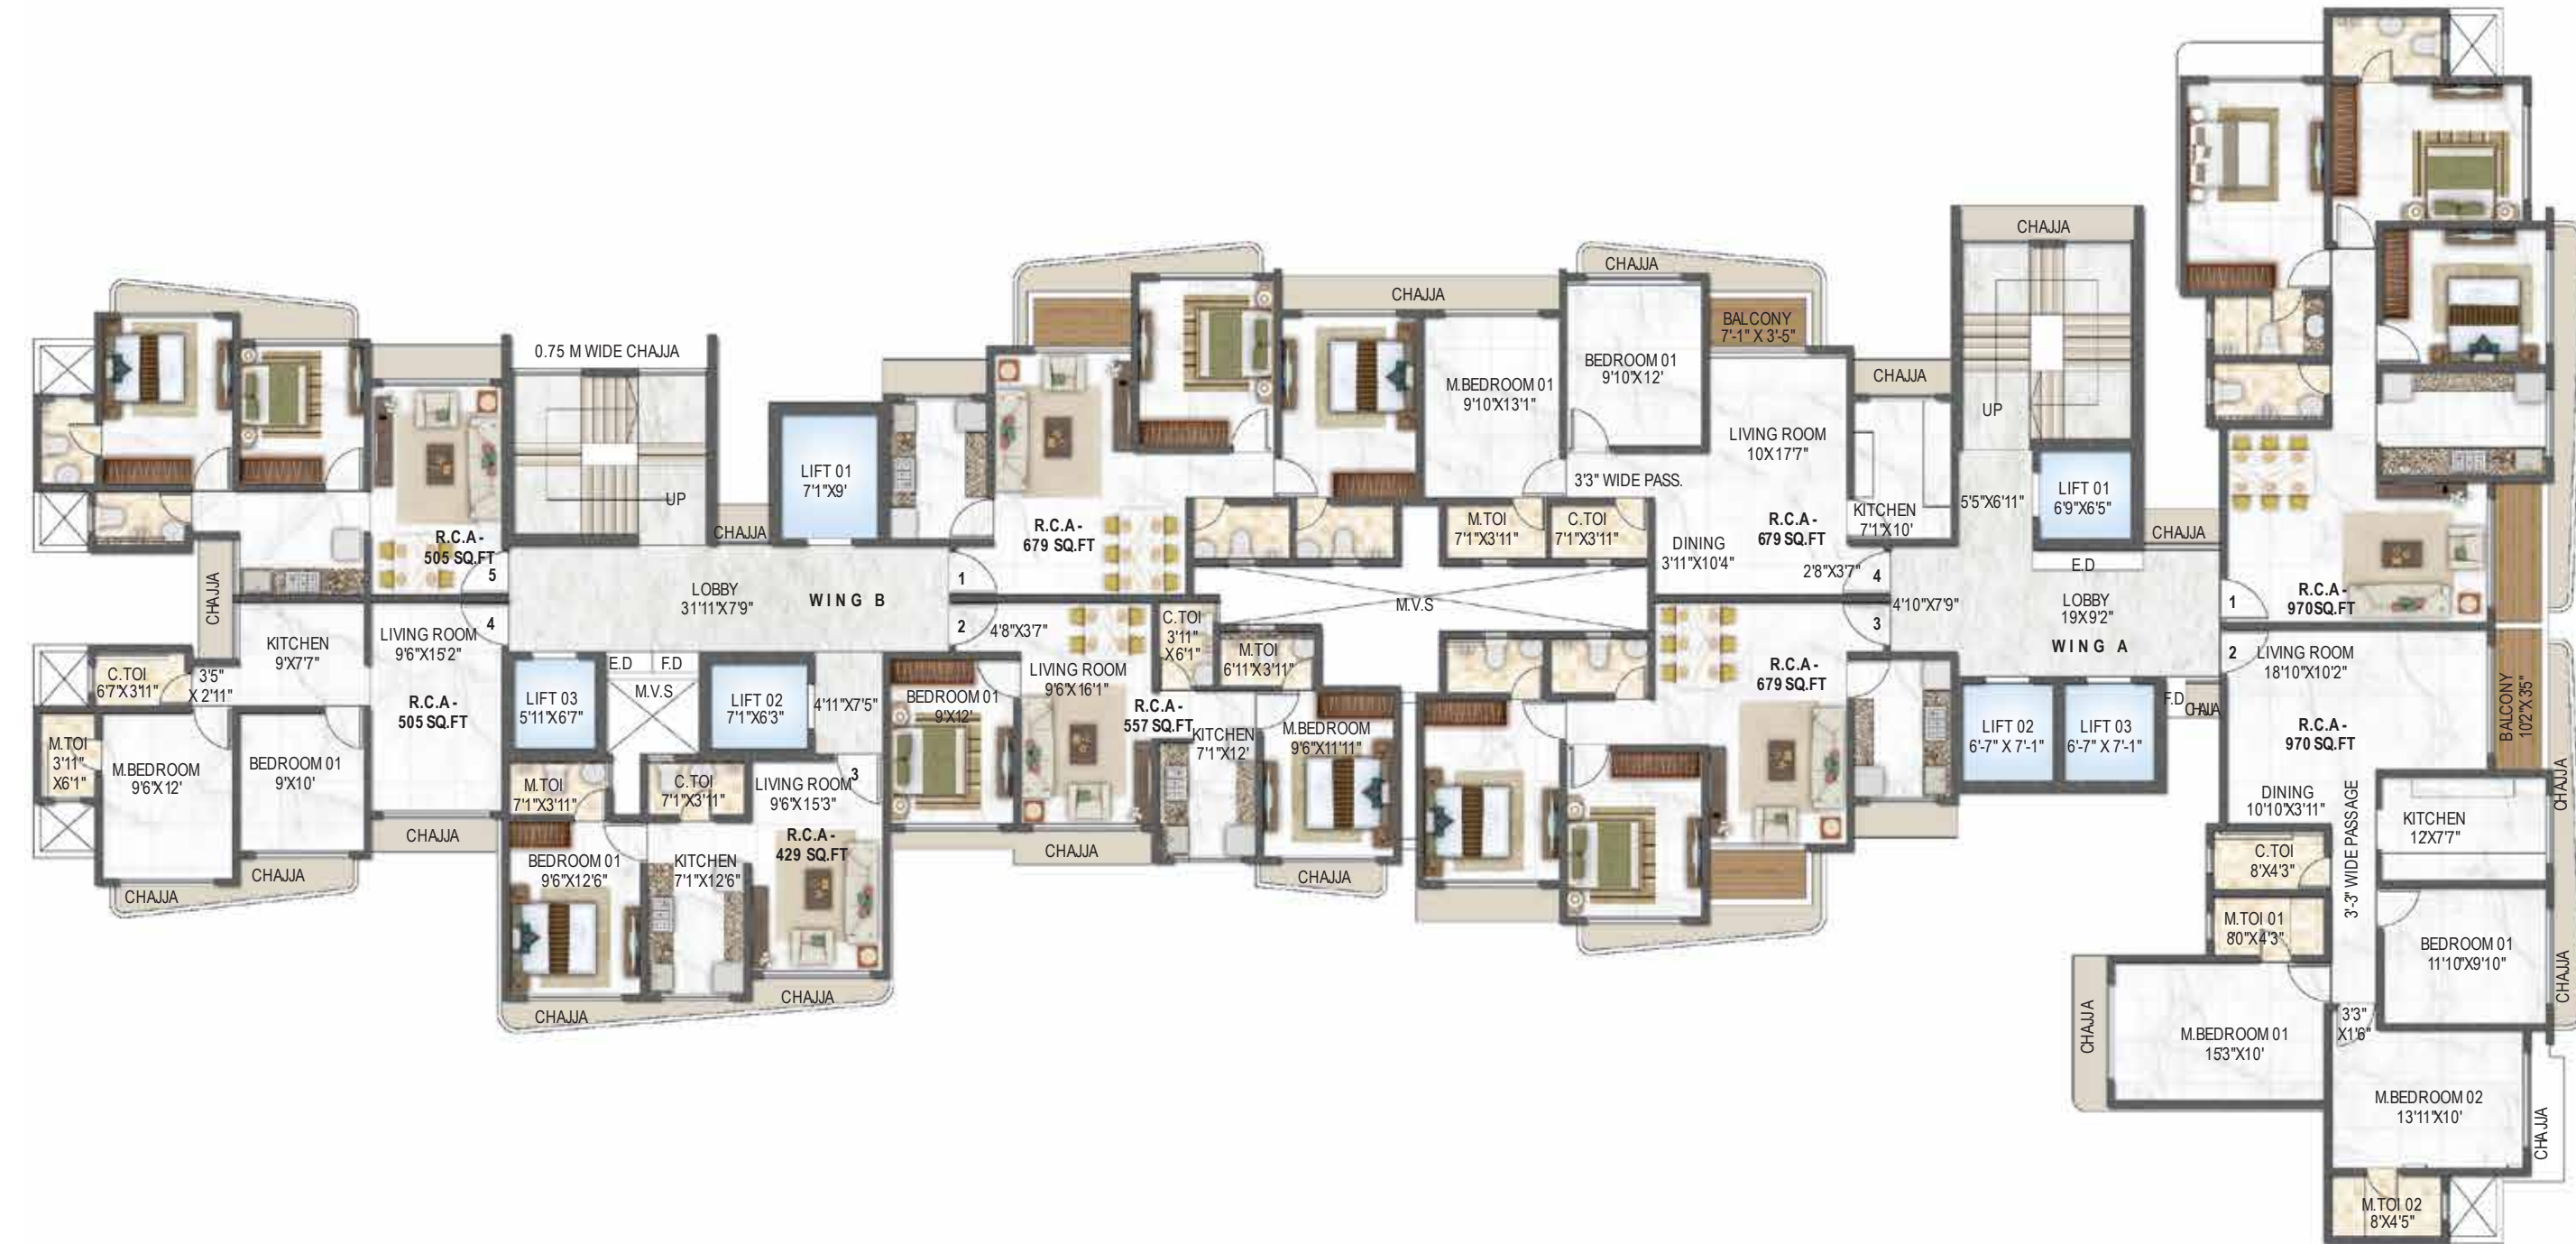 CHAJJA
CHAJJA
CHAJJA
CHAJJA
0.75 M WIDE CHAJJA
UP
CHAJJA
LIFT 01
7'1"X9'
R.C.A -
505 SQ.FT
5
CHAJJA
LOBBY
31'11"X7'9"
WING B
1
2
4
KITCHEN
9'X7'7"
LIVING ROOM
9'6"X15'2"
R.C.A -
505 SQ.FT
C.TOI
6'7"X3'11"
3'5"
X 2'11"
M.TOI
3'11"
X6'1"
M.BEDROOM
9'6"X12'
BEDROOM 01
9'X10'
CHAJJA
CHAJJA
CHAJJA
LIFT 03
5'11"X6'7"
E.D
F.D
M.V.S
LIFT 02
7'1"X6'3"
4'11"X7'5"
M.TOI
7'1"X3'11"
C.TOI
7'1"X3'11"
LIVING ROOM
9'6"X15'3"
3
R.C.A -
429 SQ.FT
BEDROOM 01
9'6"X12'6"
KITCHEN
7'1"X12'6"
CHAJJA
CHAJJA
R.C.A -
679 SQ.FT
4'8"X3'7"
BEDROOM 01
9'X12'
LIVING ROOM
9'6"X16'1"
C.TOI
3'11"
X6'1"
M.TOI
6'11"X3'11"
R.C.A -
557 SQ.FT
KITCHEN
7'1"X12'
M.BEDROOM
9'6"X11'11"
CHAJJA
CHAJJA
M.V.S
M.BEDROOM 01
9'10"X13'1"
BEDROOM 01
9'10"X12'
BALCONY
7'-1" X 3'-5"
LIVING ROOM
10'X17'7"
3'3" WIDE PASS.
M.TOI
7'1"X3'11"
C.TOI
7'1"X3'11"
DINING
3'11"X10'4"
R.C.A -
679 SQ.FT
2'8"X3'7"
4
CHAJJA
KITCHEN
7'1"X10'
UP
5'5"X6'11"
LIFT 01
6'9"X6'5"
CHAJJA
E.D
4'10"X7'9"
LOBBY
19'X9'2"
WING A
3
R.C.A -
679 SQ.FT
LIFT 02
6'-7" X 7'-1"
LIFT 03
6'-7" X 7'-1"
F.D
CHAJJA
1
R.C.A -
970SQ.FT
2
LIVING ROOM
18'10"X10'2"
R.C.A -
970 SQ.FT
BALCONY
10'2"X 3'5"
DINING
10'10"X3'11"
3'-3" WIDE PASSAGE
KITCHEN
12'X7'7"
CHAJJA
C.TOI
8'X4'3"
M.TOI 01
8'0"X4'3"
BEDROOM 01
11'10"X9'10"
CHAJJA
CHAJJA
M.BEDROOM 01
15'3"X10'
3'3"
X1'6"
M.BEDROOM 02
13'11"X10'
CHAJJA
M.TOI 02
8'X4'5"